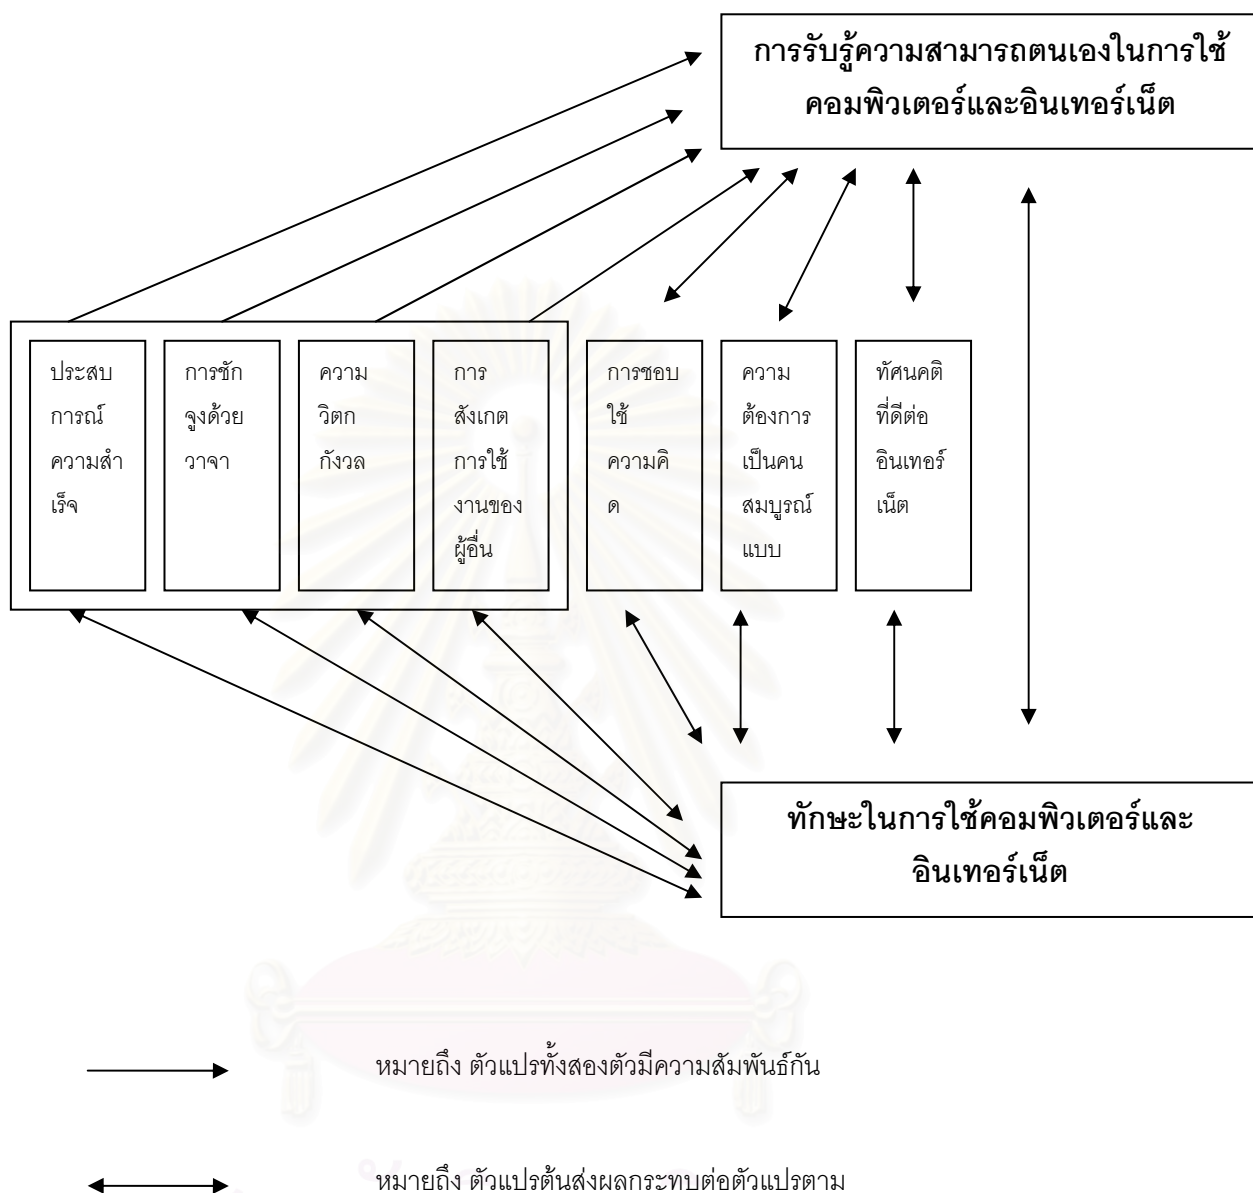 การรับรู้ความสามารถตนเองในการใช้
คอมพิวเตอร์และอินเทอร์เน็ต
ประสบ
การณ์
ความสำ
เร็จ
การชัก
จูงด้วย
วาจา
ความ
วิตก
กังวล
การ
สังเกต
การใช้
งานของ
ผู้อื่น
การชอบ
ใช้
ความคิ
ด
ความ
ต้องการ
เป็นคน
สมบูรณ์
แบบ
ทัศนคติ
ที่ดีต่อ
อินเทอร์
เน็ต
ทักษะในการใช้คอมพิวเตอร์และ
อินเทอร์เน็ต
หมายถึง ตัวแปรทั้งสองตัวมีความสัมพันธ์กัน
หมายถึง ตัวแปรต้นส่งผลกระทบต่อตัวแปรตาม